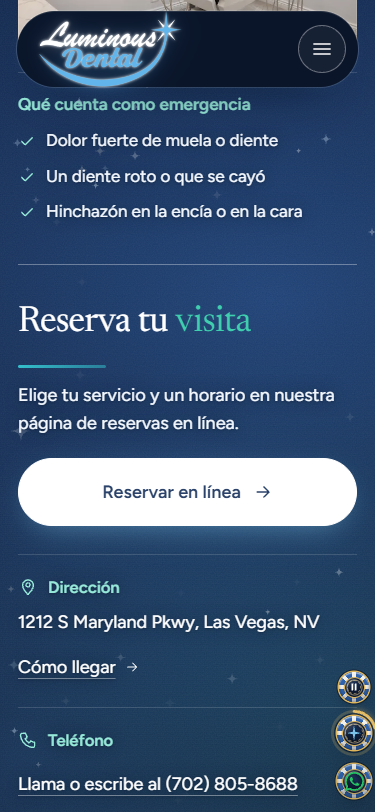 Luminous
Dental
Qué cuenta como emergencia
Dolor fuerte de muela o diente
Un diente roto o que se cayó
Hinchazón en la encía o en la cara
Reserva tu visita
Elige tu servicio y un horario en nuestra
página de reservas en línea.
Reservar en línea
Dirección
1212 S Maryland Pkwy, Las Vegas, NV
Cómo llegar
Teléfono
Llama o escribe al (702) 805-8688